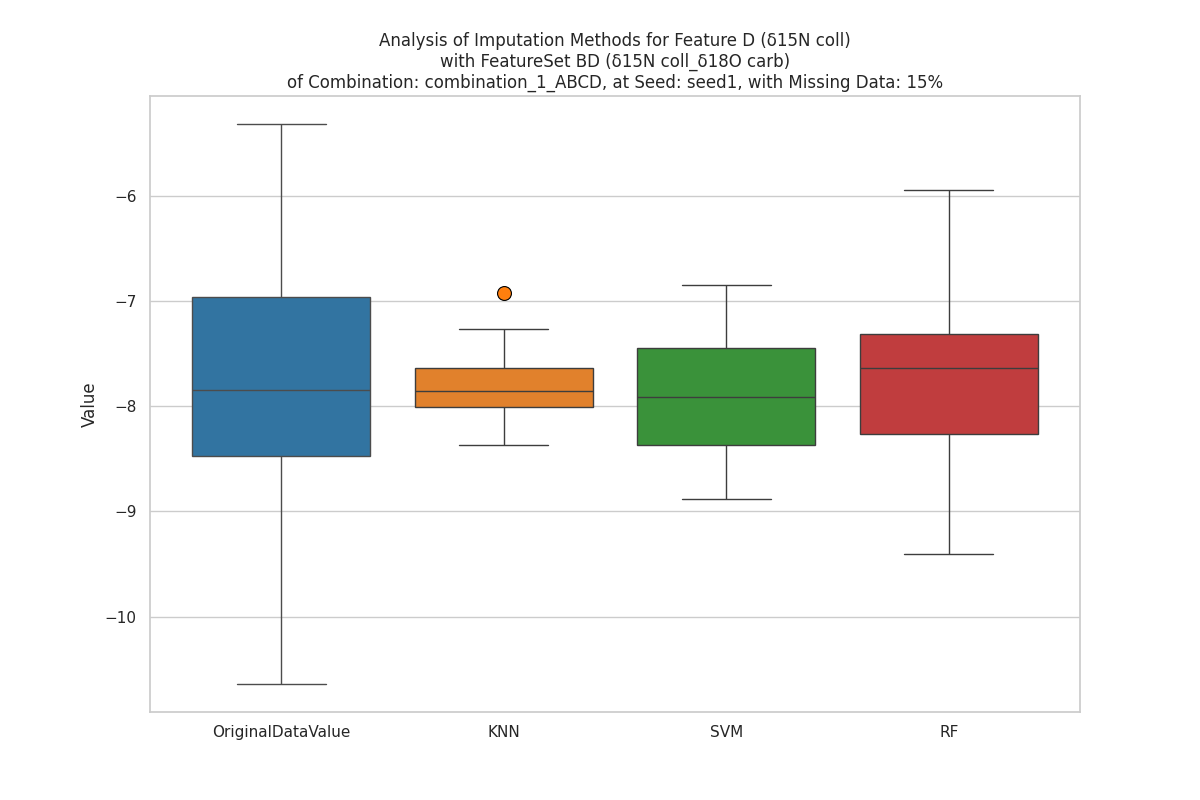 Analysis of Imputation Methods for Feature D (δ15N coll)
with FeatureSet BD (δ15N coll_δ18O carb)
of Combination: combination_1_ABCD, at Seed: seed1, with Missing Data: 15%
Value
−6
−7
−8
−9
−10
OriginalDataValue
KNN
SVM
RF